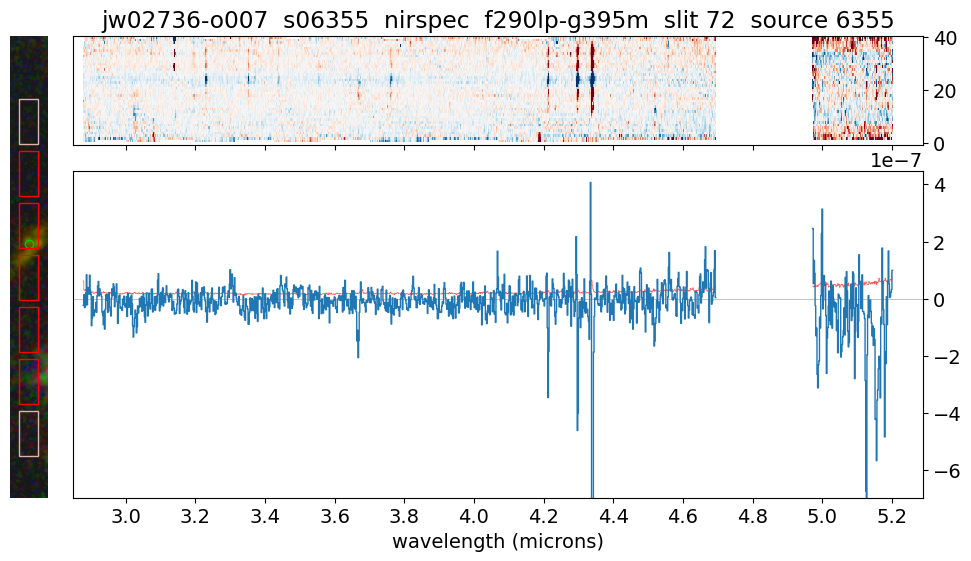 jw02736-o007 s06355 nirspec f290lp-g395m slit 72 source 6355
40
20
0
1e−7
4
2
0
−2
−4
−6
3.0 3.2 3.4 3.6 3.8 4.0 4.2 4.4 4.6 4.8 5.0 5.2
wavelength (microns)